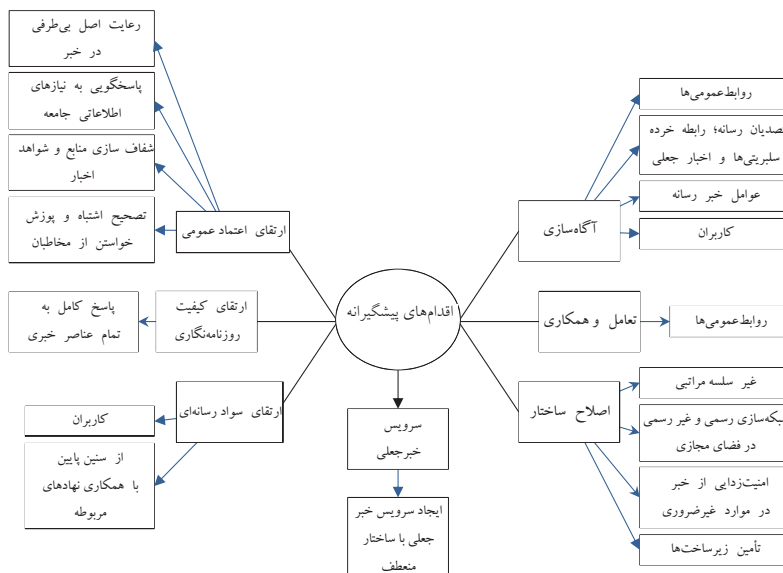 اقدام‌های پیشگیرانه
آگاه‌سازی
روابط‌عمومی‌ها
رسانه؛ رابطه خرده
سلبریتی‌ها و اخبار جعلی
عوامل خبر رسانه
کاربران
تعامل و همکاری
روابط‌عمومی‌ها
اصلاح ساختار
غیر سلسه مراتبی
رسمی و غیر رسمی
در فضای مجازی
امنیت‌زدایی از خبر
در موارد غیرضروری
تأمین زیرساخت‌ها
سرویس
خبرجعلی
ایجاد سرویس خبر
جعلی با ساختار
منعطف
ارتقای اعتماد عمومی
رعایت اصل بی‌طرفی
در خبر
پاسخگویی به نیازهای
اطلاعاتی جامعه
شفاف سازی منابع و شواهد
اخبار
تصحیح اشتباه و پوزش
خواستن از مخاطبان
ارتقای کیفیت
روزنامه‌نگاری
پاسخ کامل به
تمام عناصر خبری
ارتقای سواد رسانه‌ای
کاربران
از سنین پایین
با همکاری نهادهای
مربوطه